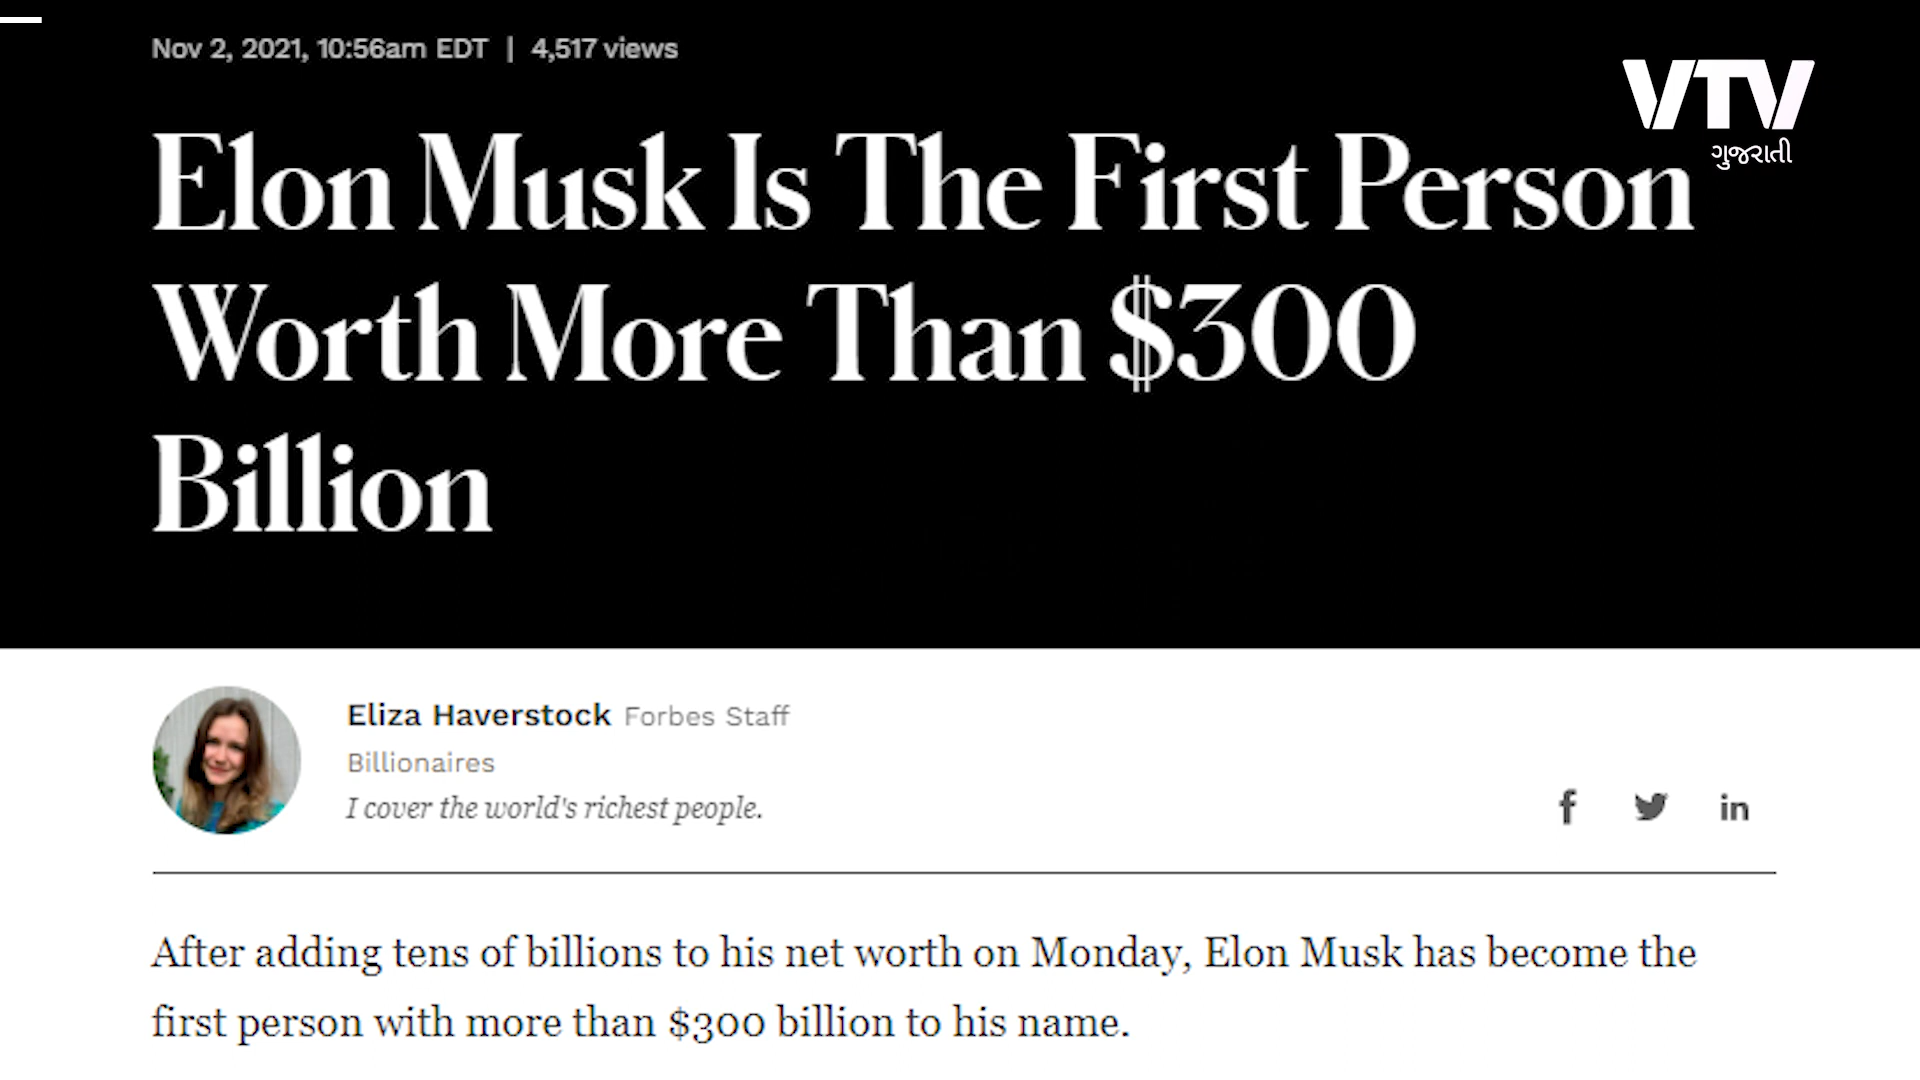 Nov 2, 2021, 10:56am EDT | 4,517 views
VTV
ગુજરાતી
Elon Musk Is The First Person
Worth More Than $300
Billion
Eliza Haverstock Forbes Staff
Billionaires
I cover the world's richest people.
After adding tens of billions to his net worth on Monday, Elon Musk has become the
first person with more than $300 billion to his name.